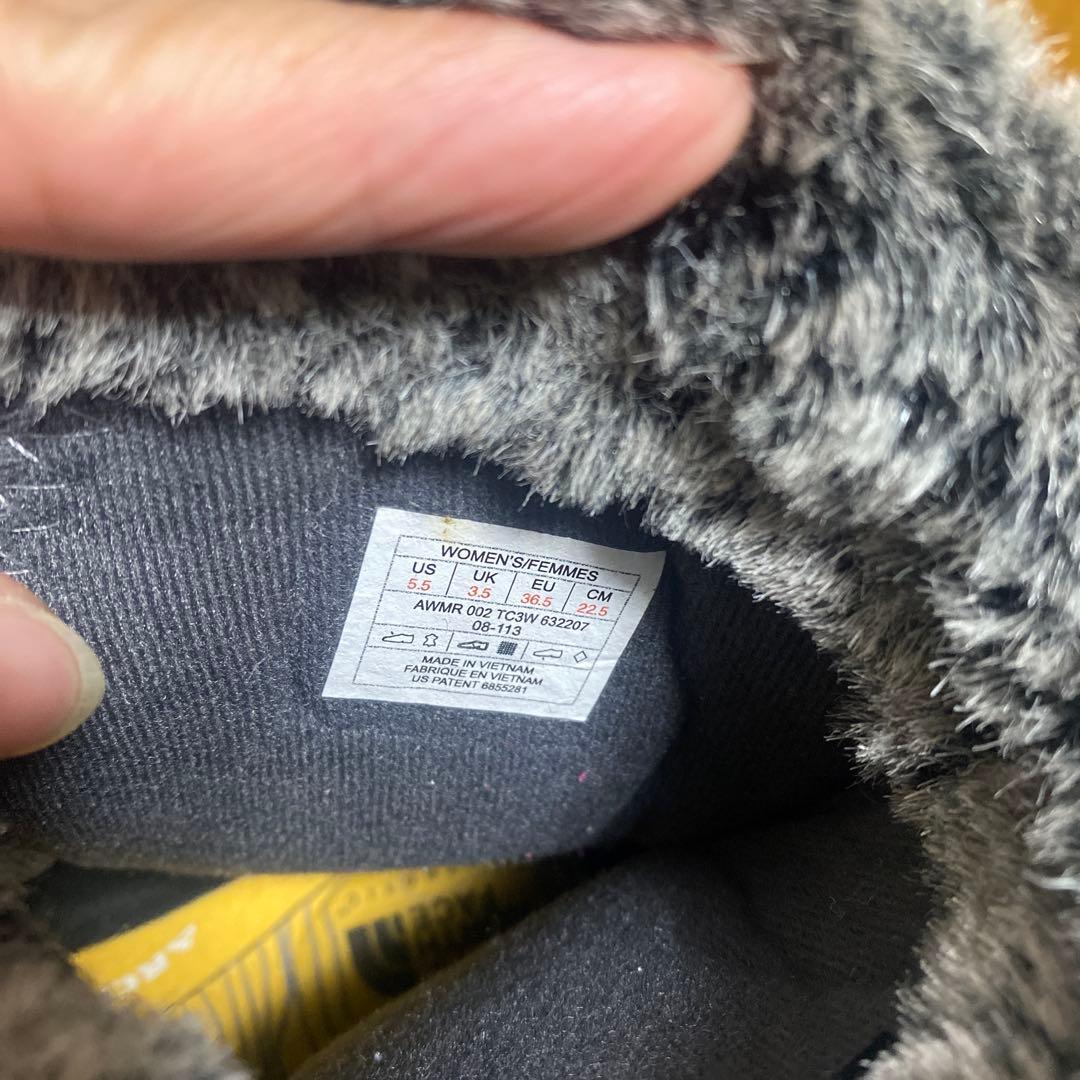 WOMEN'S/FEMMES
US UK EU CM
5.5 3.5 36.5 22.5
AWMR 002 TC3W 632207
08-113
MADE IN VIETNAM
FABRIQUE EN VIETNAM
US PATENT 6855281